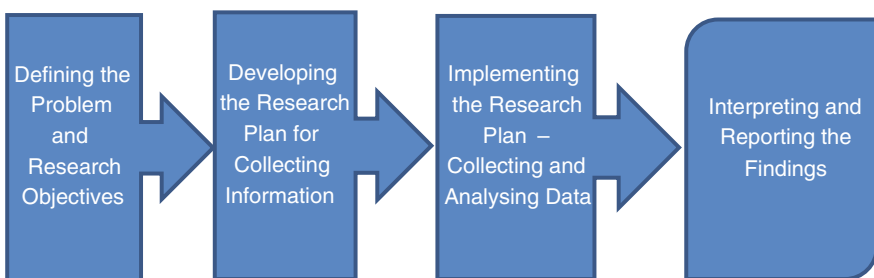 Defining the
Problem
and
Research
Objectives
Developing
the Research
Plan for
Collecting
Information
Implementing
the Research
Plan –
Collecting and
Analysing Data
Interpreting and
Reporting the
Findings